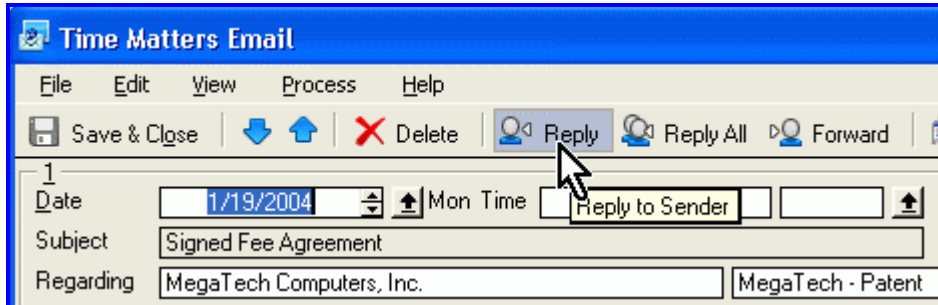 Time Matters Email
File Edit View Process Help
Save & Close Delete Reply Reply All Forward
1
Date 1/19/2004 Mon Time
Reply to Sender
Subject Signed Fee Agreement
Regarding MegaTech Computers, Inc. MegaTech - Patent